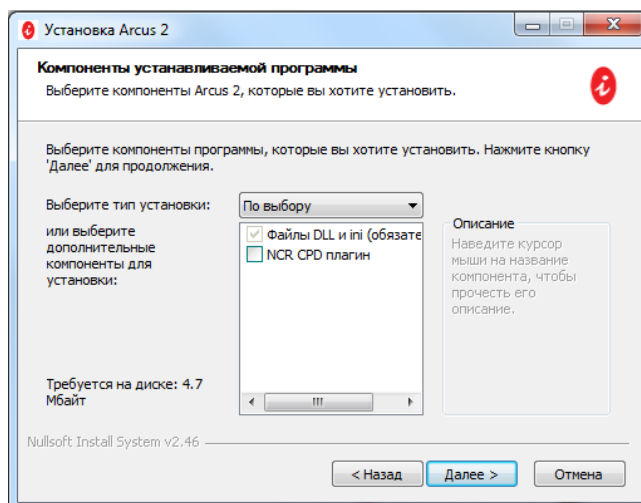 Установка Arcus 2
Компоненты устанавливаемой программы
Выберите компоненты Arcus 2, которые вы хотите установить.
Выберите компоненты программы, которые вы хотите установить. Нажмите кнопку
'Далее' для продолжения.
Выберите тип установки:
По выбору
или выберите
дополнительные
компоненты для
установки:
Файлы DLL и ini (обязате
NCR CPD плагин
Описание
Наведите курсор
мыши на название
компонента, чтобы
прочесть его
описание.
Требуется на диске: 4.7
Мбайт
Nullsoft Install System v2.46
< Назад
Далее >
Отмена